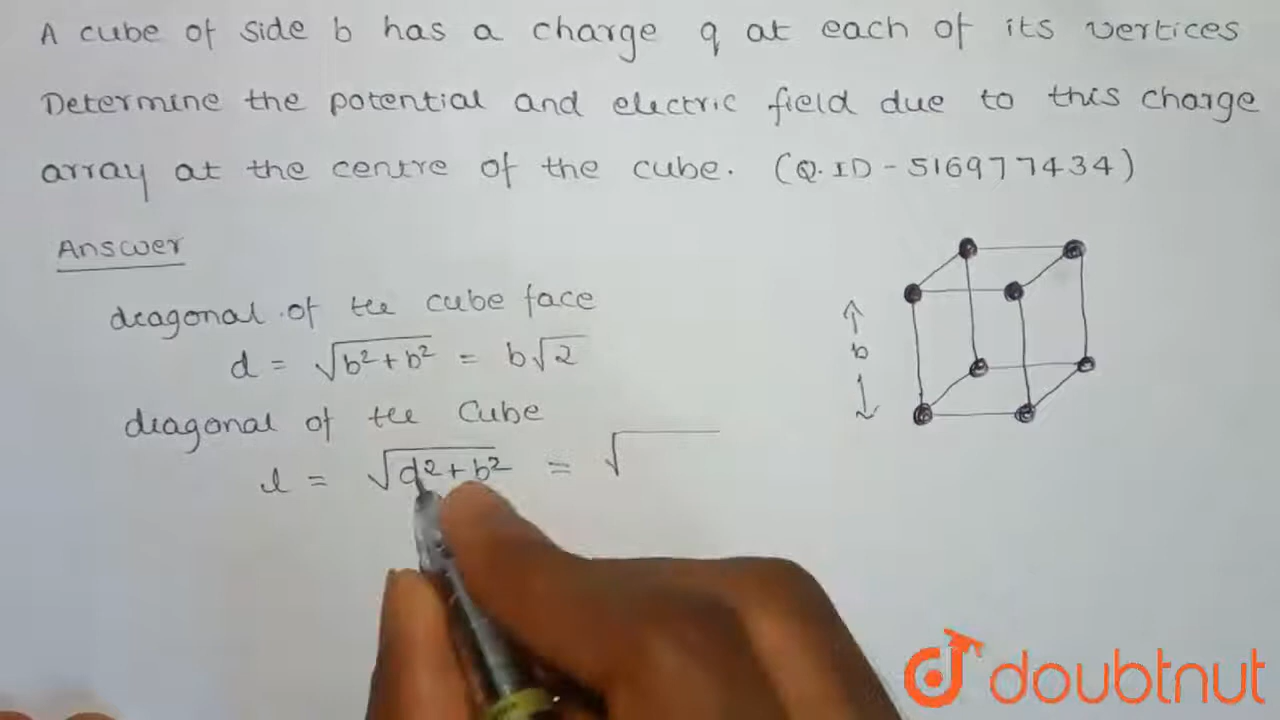 A cube of side b has a charge q at each of its vertices
Determine the potential and electric field due to this charge
array at the centre of the cube. (Q.ID - 516977434)
Answer
diagonal of the cube face
d = √b²+b² = b√2
diagonal of the Cube
l = √d²+b² = √
b
doubtnut